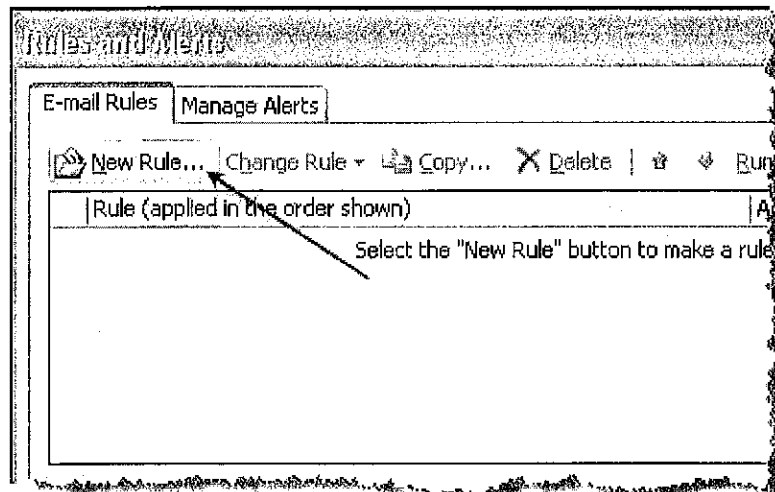 Rules and Alerts
E-mail Rules Manage Alerts
New Rule... Change Rule Copy... Delete Run
Rule (applied in the order shown) A
Select the "New Rule" button to make a rule